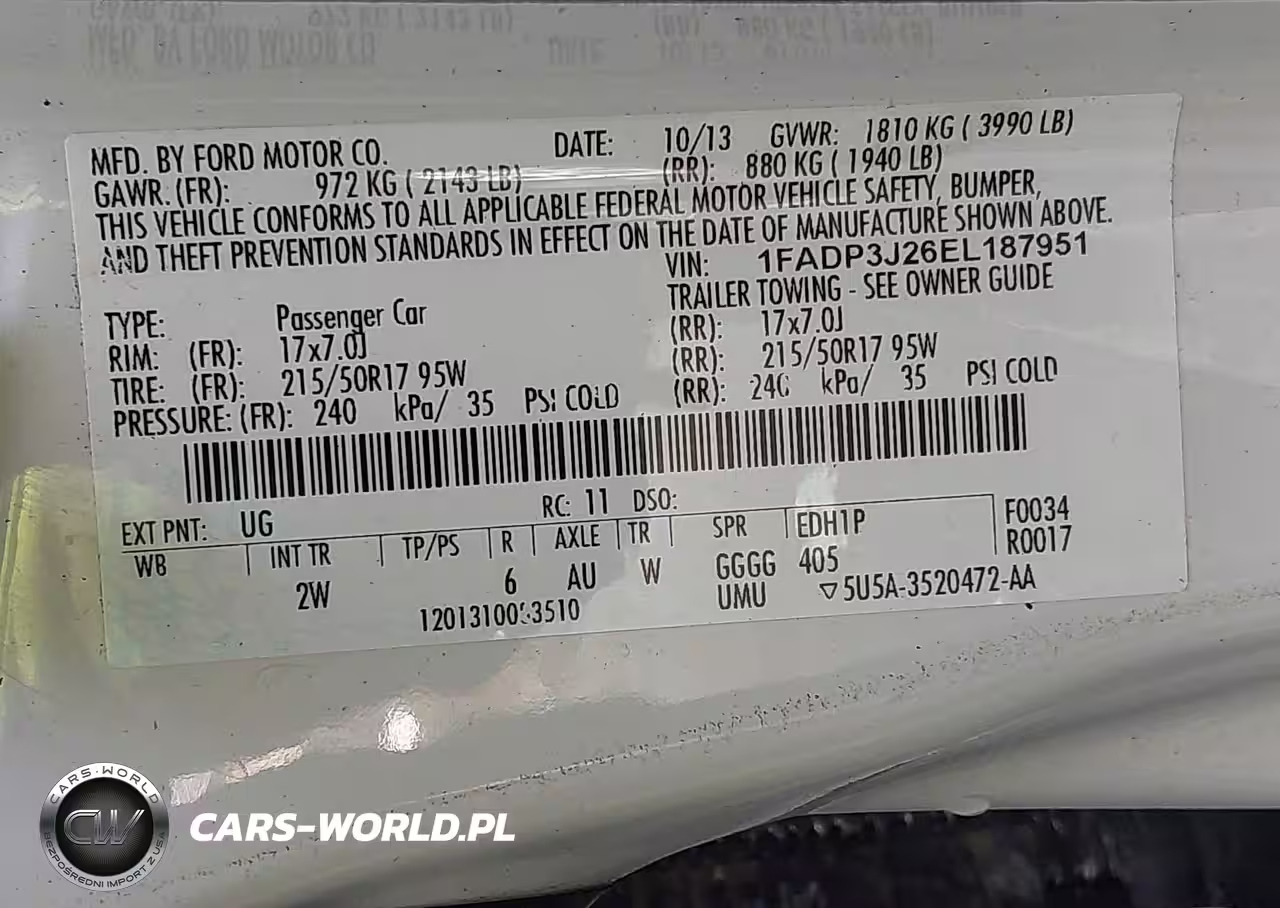 MFD. BY FORD MOTOR CO. DATE: 10/13 GVWR: 1810 KG ( 3990 LB)
GAWR. (FR): 972 KG ( 2143 LB) (RR): 880 KG ( 1940 LB)
THIS VEHICLE CONFORMS TO ALL APPLICABLE FEDERAL MOTOR VEHICLE SAFETY, BUMPER,
AND THEFT PREVENTION STANDARDS IN EFFECT ON THE DATE OF MANUFACTURE SHOWN ABOVE.
VIN: 1FADP3J26EL187951
TRAILER TOWING - SEE OWNER GUIDE
TYPE: Passenger Car
RIM: (FR): 17x7.0J (RR): 17x7.0J
TIRE: (FR): 215/50R17 95W (RR): 215/50R17 95W
PRESSURE: (FR): 240 kPa/ 35 PSI COLD (RR): 240 kPa/ 35 PSI COLD
EXT PNT: UG RC: 11 DSO:
WB INT TR TP/PS R AXLE TR SPR EDH1P F0034
2W 6 AU W GGGG 405 R0017
UMU ▽5U5A-3520472-AA
CARS-WORLD
CW
BEZPOŚREDNI IMPORT Z USA
CARS-WORLD.PL